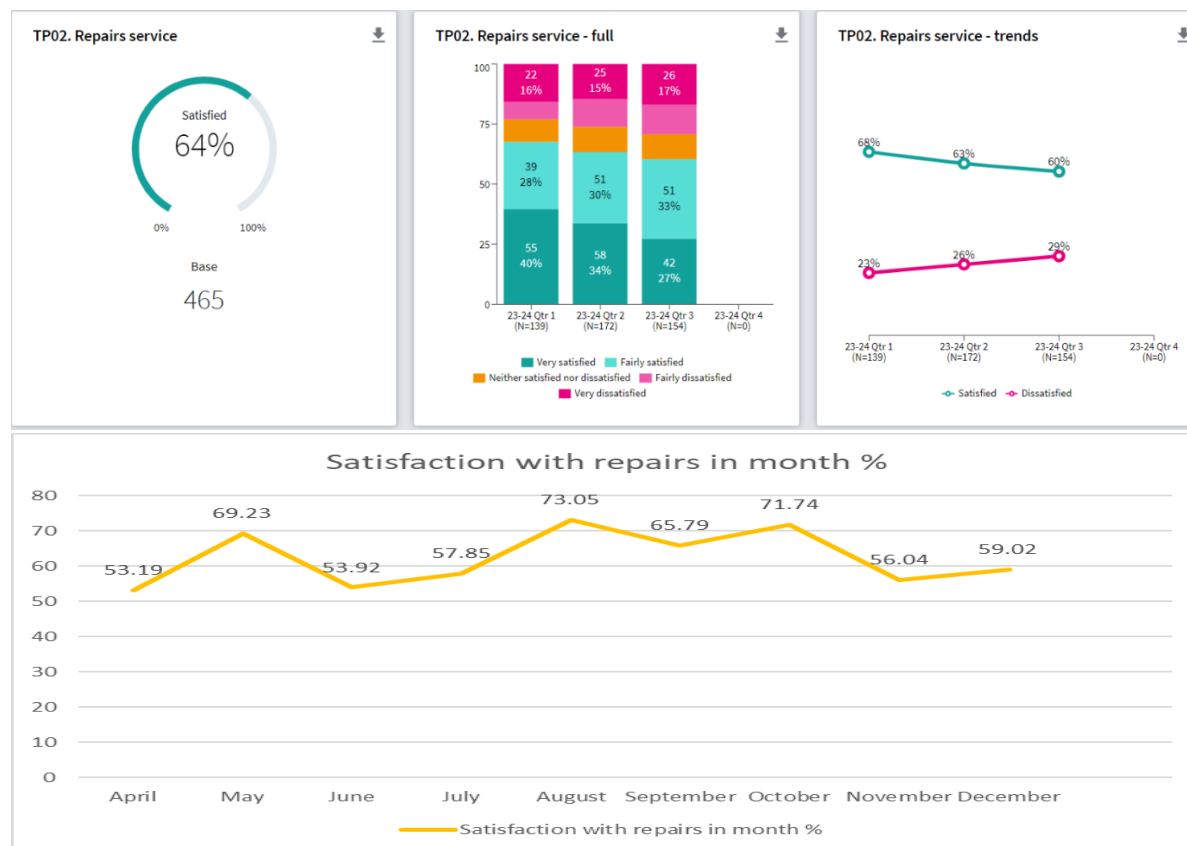 TP02. Repairs service
Satisfied
64%
0%
100%
Base
465
TP02. Repairs service - full
100
75
50
25
0
22
16%
39
28%
55
40%
25
15%
51
30%
58
34%
26
17%
51
33%
42
27%
23-24 Qtr 1
(N=139)
23-24 Qtr 2
(N=172)
23-24 Qtr 3
(N=154)
23-24 Qtr 4
(N=0)
Very satisfied
Fairly satisfied
Neither satisfied nor dissatisfied
Fairly dissatisfied
Very dissatisfied
TP02. Repairs service - trends
68%
63%
60%
23%
26%
29%
23-24 Qtr 1
(N=139)
23-24 Qtr 2
(N=172)
23-24 Qtr 3
(N=154)
23-24 Qtr 4
(N=0)
Satisfied
Dissatisfied
Satisfaction with repairs in month %
80
70
60
50
40
30
20
10
0
53.19
69.23
53.92
57.85
73.05
65.79
71.74
56.04
59.02
April
May
June
July
August
September
October
November
December
Satisfaction with repairs in month %